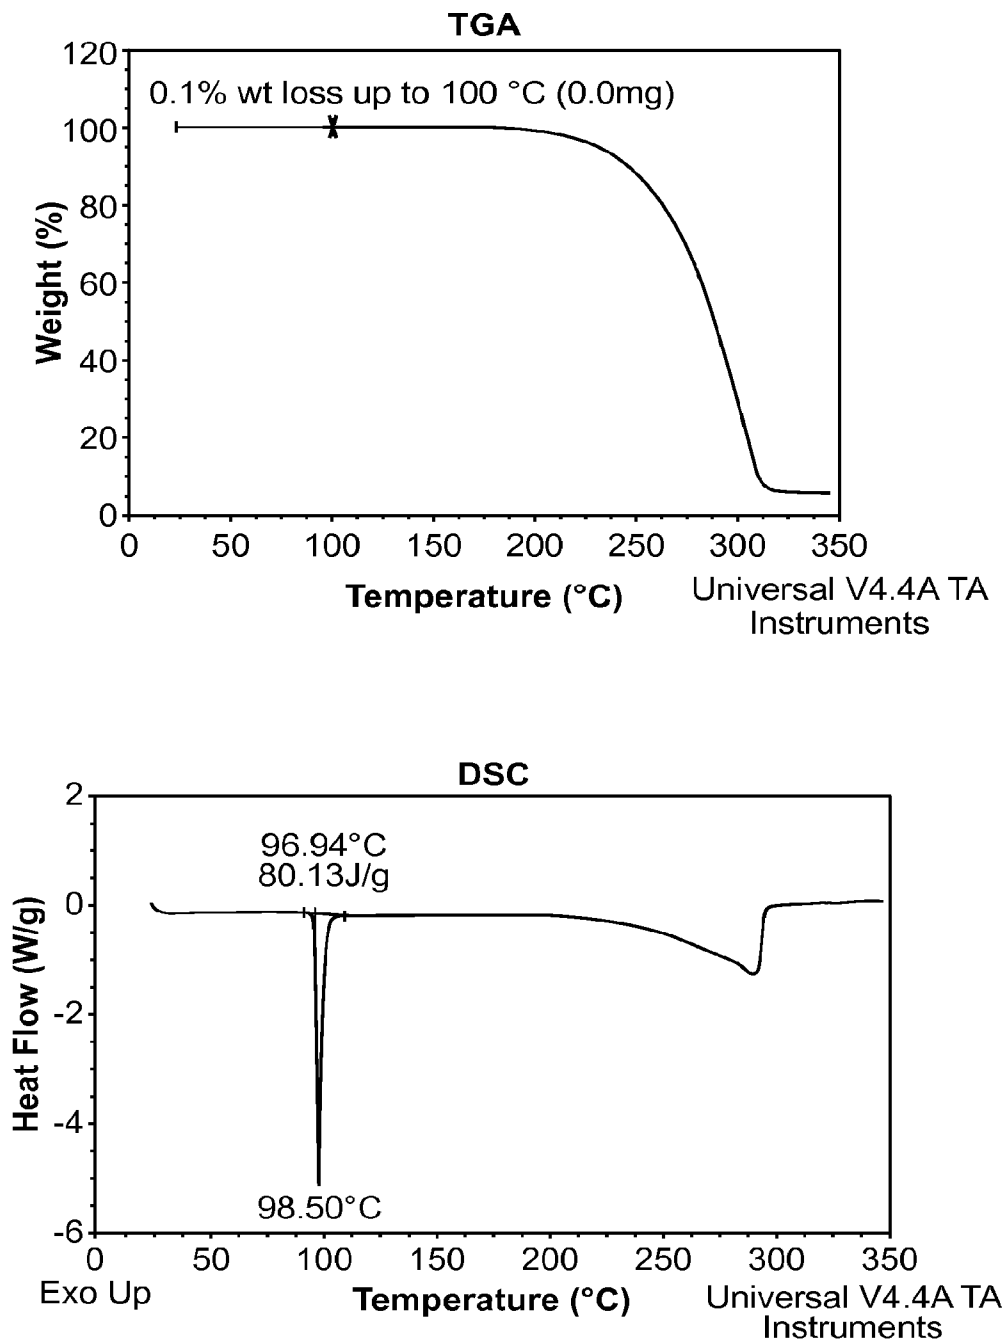 TGA
120
0.1% wt loss up to 100 °C (0.0mg)
100
80
60
40
20
0
Weight (%)
0 50 100 150 200 250 300 350
Temperature (°C)
Universal V4.4A TA
Instruments
DSC
2
96.94°C
80.13J/g
0
-2
-4
-6
Heat Flow (W/g)
98.50°C
0 50 100 150 200 250 300 350
Exo Up
Temperature (°C)
Universal V4.4A TA
Instruments